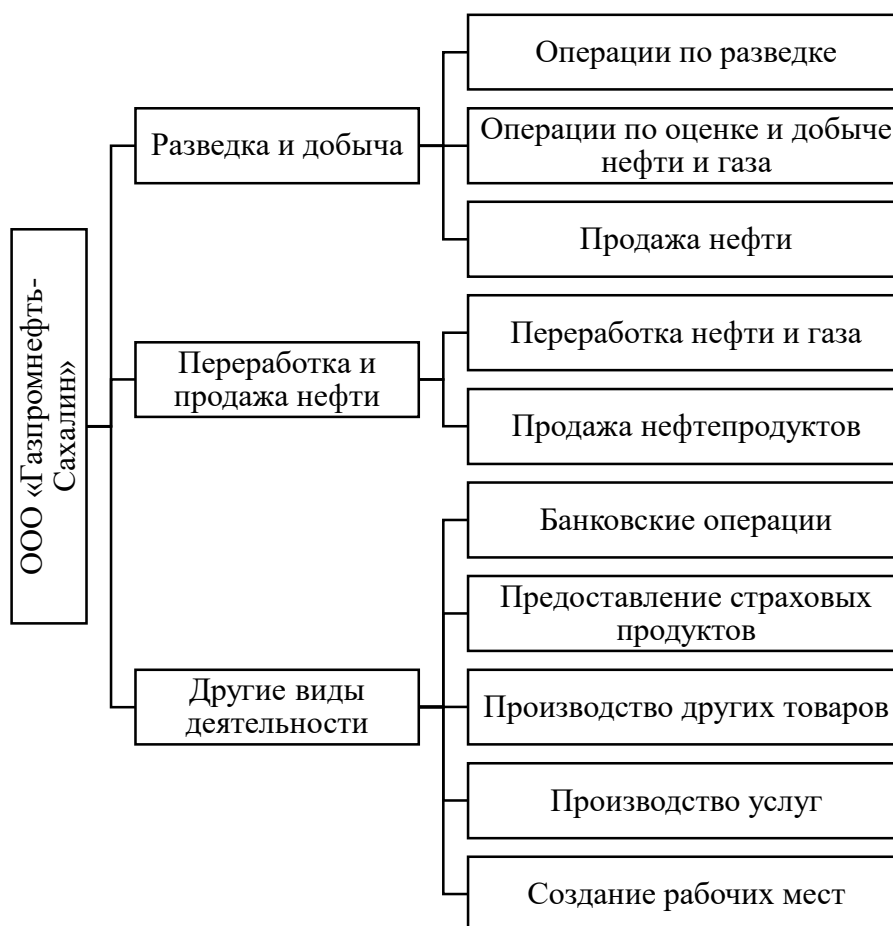 ООО «Газпромнефть-
Сахалин»
Разведка и добыча
Операции по разведке
Операции по оценке и добыче
нефти и газа
Продажа нефти
Переработка и
продажа нефти
Переработка нефти и газа
Продажа нефтепродуктов
Другие виды
деятельности
Банковские операции
Предоставление страховых
продуктов
Производство других товаров
Производство услуг
Создание рабочих мест